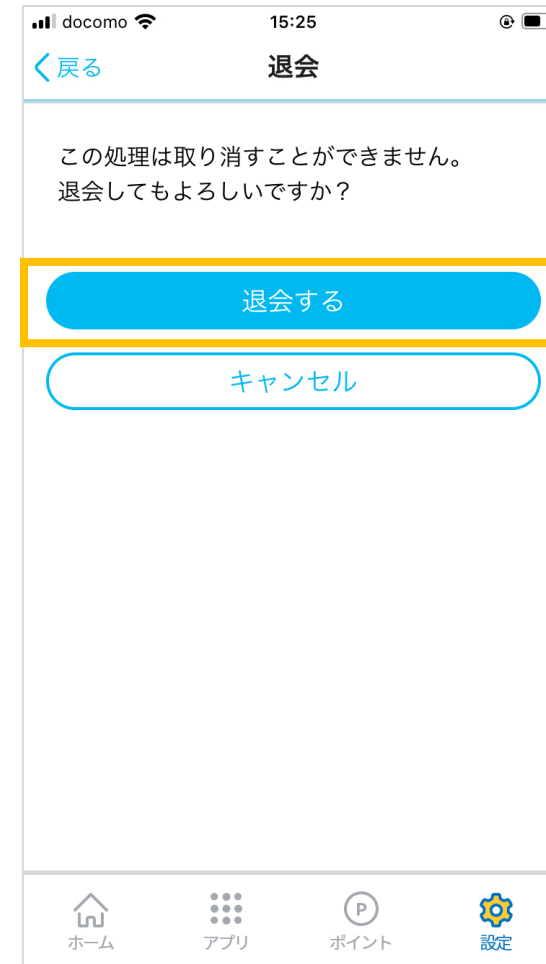 docomo 15:25
戻る 退会
この処理は取り消すことができません。
退会してもよろしいですか？
退会する
キャンセル
P
ホーム アプリ ポイント 設定